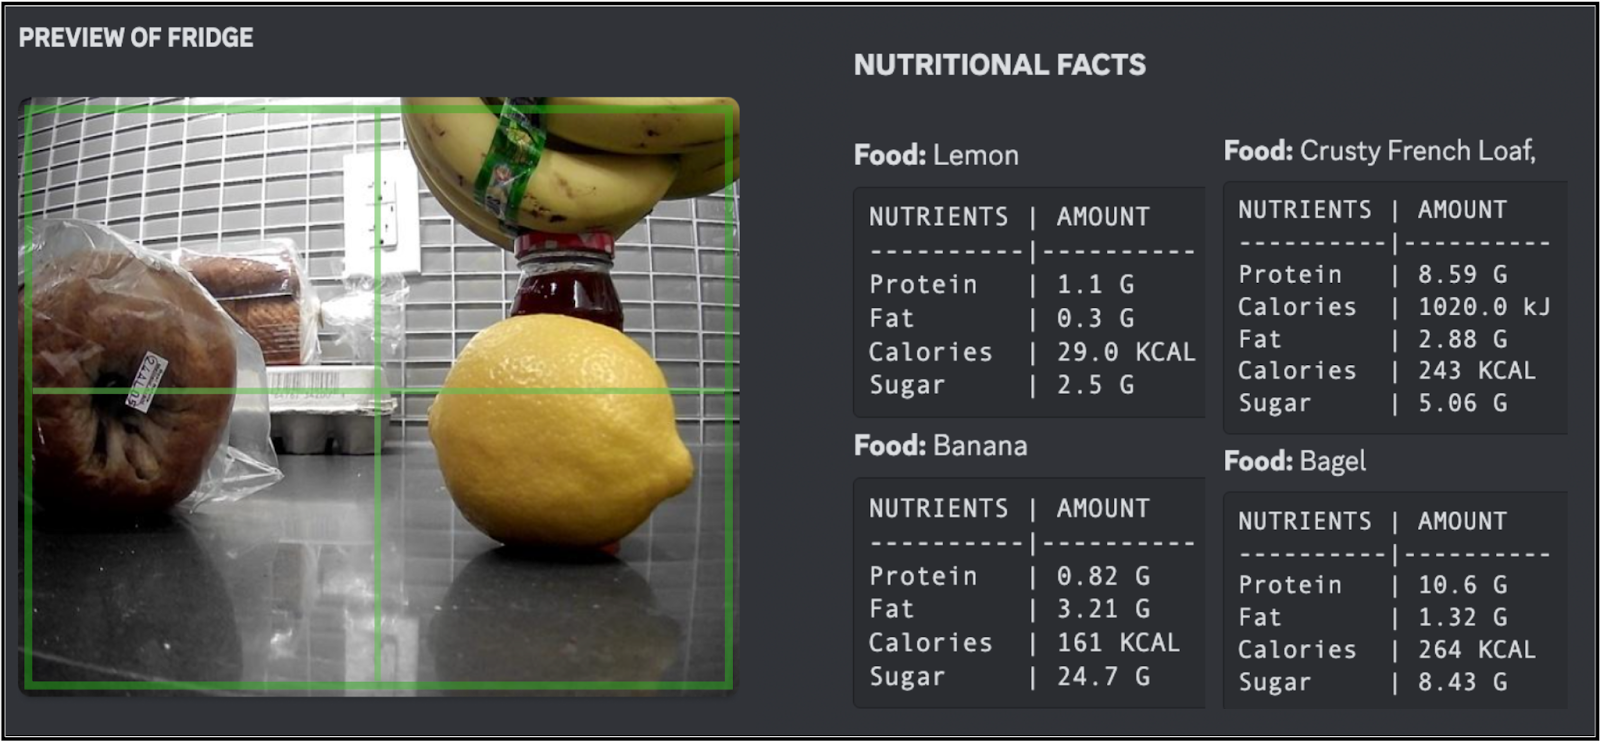 PREVIEW OF FRIDGE
NUTRITIONAL FACTS
Food: Lemon
NUTRIENTS | AMOUNT
----------|----------
Protein | 1.1 G
Fat | 0.3 G
Calories | 29.0 KCAL
Sugar | 2.5 G
Food: Banana
NUTRIENTS | AMOUNT
----------|----------
Protein | 0.82 G
Fat | 3.21 G
Calories | 161 KCAL
Sugar | 24.7 G
Food: Crusty French Loaf,
NUTRIENTS | AMOUNT
----------|----------
Protein | 8.59 G
Calories | 1020.0 kJ
Fat | 2.88 G
Calories | 243 KCAL
Sugar | 5.06 G
Food: Bagel
NUTRIENTS | AMOUNT
----------|----------
Protein | 10.6 G
Fat | 1.32 G
Calories | 264 KCAL
Sugar | 8.43 G